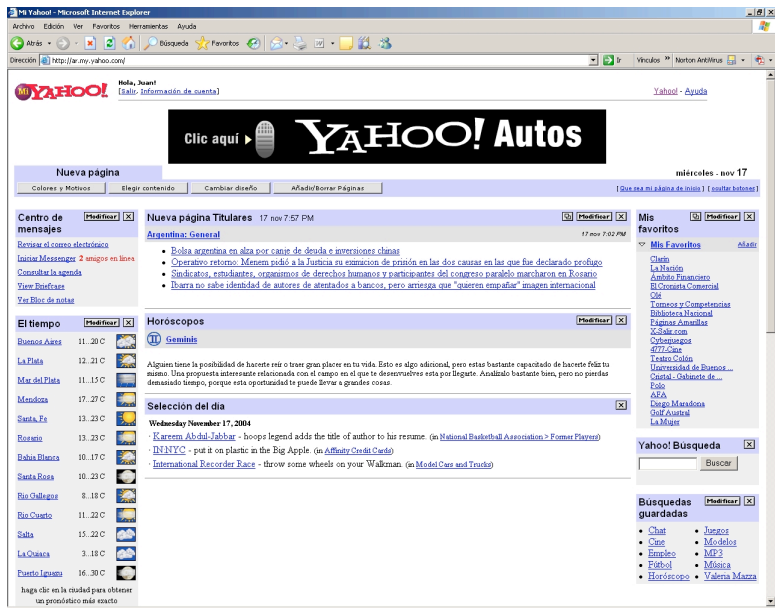 Mi Yahoo! - Microsoft Internet Explorer
Archivo Edición Ver Favoritos Herramientas Ayuda
Atrás Búsqueda Favoritos
Dirección http://ar.my.yahoo.com/ Ir Vínculos » Norton AntiVirus
Mi YAHOO!
Hola, Juan!
[Salir, Información de cuenta]
Yahoo! - Ayuda
Clic aquí YAHOO! Autos
Nueva página
miércoles - nov 17
Colores y Motivos Elegir contenido Cambiar diseño Añadir/Borrar Páginas
[ Que sea mi página de inicio ] [ ocultar botones ]
Centro de mensajes Modificar X
Revisar el correo electrónico
Iniciar Messenger 2 amigos en línea
Consultar la agenda
View Briefcase
Ver Bloc de notas
El tiempo Modificar X
Buenos Aires 11...20 C
La Plata 12...21 C
Mar del Plata 11...15 C
Mendoza 17...27 C
Santa, Fe 13...23 C
Rosario 13...23 C
Bahia Blanca 10...17 C
Santa Rosa 10...23 C
Rio Gallegos 8...18 C
Rio Cuarto 11...22 C
Salta 15...22 C
La Quiaca 3...18 C
Puerto Iguazu 16...30 C
haga clic en la ciudad para obtener
un pronóstico más exacto
Nueva página Titulares 17 nov 7:57 PM Modificar X
Argentina: General 17 nov 7:02 PM
• Bolsa argentina en alza por canje de deuda e inversiones chinas
• Operativo retorno: Menem pidió a la Justicia su eximicion de prisión en las dos causas en las que fue declarado profugo
• Sindicatos, estudiantes, organismos de derechos humanos y participantes del congreso paralelo marcharon en Rosario
• Ibarra no sabe identidad de autores de atentados a bancos, pero arriesga que "quieren empañar" imagen internacional
Horóscopos Modificar X
Geminis
Alguien tiene la posibilidad de hacerte reír o traer gran placer en tu vida. Esto es algo adicional, pero estas bastante capacitado de hacerte feliz tu
mismo. Una propuesta interesante relacionada con el campo en el que te desenvuelves esta por llegarte. Analízalo bastante bien, pero no pierdas
demasiado tiempo, porque esta oportunidad te puede llevar a grandes cosas.
Selección del día X
Wednesday November 17, 2004
· Kareem Abdul-Jabbar - hoops legend adds the title of author to his resume. (in National Basketball Association > Former Players)
· IN:NYC - put it on plastic in the Big Apple. (in Affinity Credit Cards)
· International Recorder Race - throw some wheels on your Walkman. (in Model Cars and Trucks)
Mis favoritos Modificar X
Mis Favoritos Añadir
Clarín
La Nación
Ámbito Financiero
El Cronista Comercial
Olé
Torneos y Competencias
Biblioteca Nacional
Páginas Amarillas
X-Salir.com
Cyberjuegos
4777-Cine
Teatro Colón
Universidad de Buenos ...
Cristal - Gabinete de ...
Polo
AFA
Diego Maradona
Golf Austral
La Mujer
Yahoo! Búsqueda X
Buscar
Búsquedas guardadas Modificar X
• Chat
• Cine
• Empleo
• Fútbol
• Horóscopo
• Juegos
• Modelos
• MP3
• Música
• Valeria Mazza